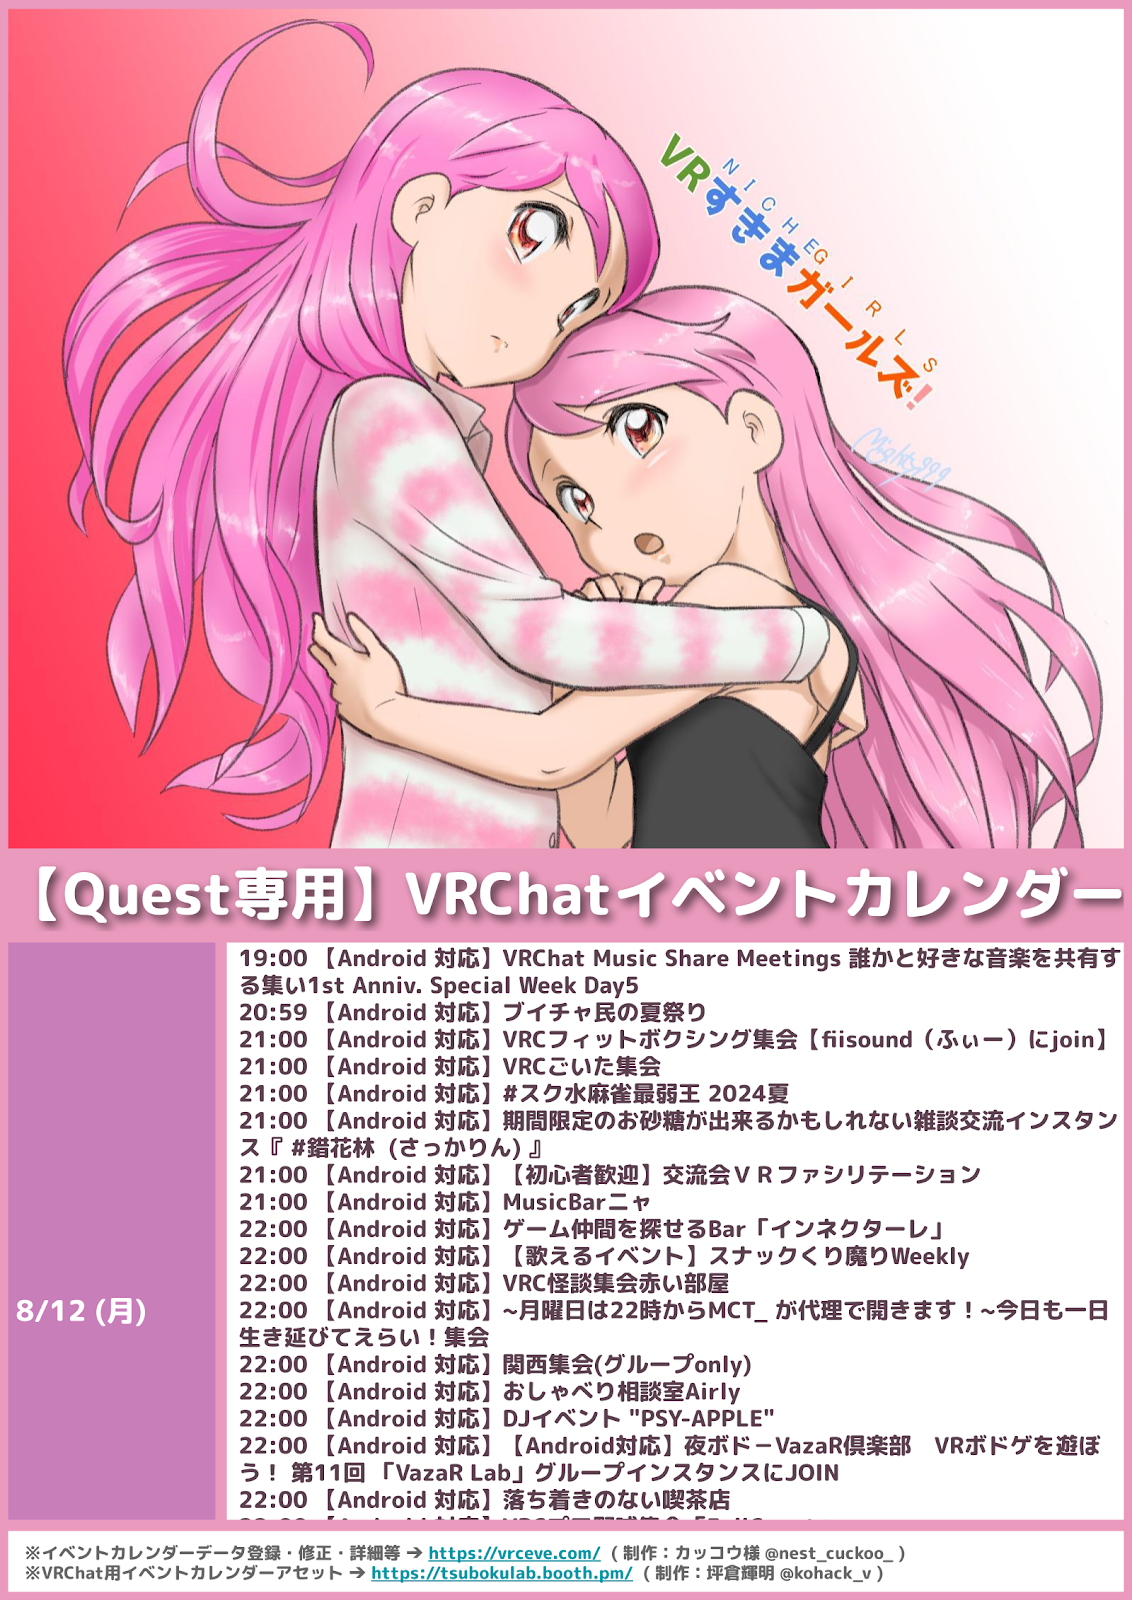 NICHE GIRLS
VRすきまガールズ!
Mighty999
【Quest専用】VRChatイベントカレンダー
8/12 (月)
19:00 【Android 対応】VRChat Music Share Meetings 誰かと好きな音楽を共有す
る集い1st Anniv. Special Week Day5
20:59 【Android 対応】ブイチャ民の夏祭り
21:00 【Android 対応】VRCフィットボクシング集会【fiisound（ふぃー）にjoin】
21:00 【Android 対応】VRCごいた集会
21:00 【Android 対応】#スク水麻雀最弱王 2024夏
21:00 【Android 対応】期間限定のお砂糖が出来るかもしれない雑談交流インスタン
ス『 #錯花林 (さっかりん) 』
21:00 【Android 対応】【初心者歓迎】交流会ＶＲファシリテーション
21:00 【Android 対応】MusicBarニャ
22:00 【Android 対応】ゲーム仲間を探せるBar「インネクターレ」
22:00 【Android 対応】【歌えるイベント】スナックくり魔りWeekly
22:00 【Android 対応】VRC怪談集会赤い部屋
22:00 【Android 対応】~月曜日は22時からMCT_ が代理で開きます！~今日も一日
生き延びてえらい！集会
22:00 【Android 対応】関西集会(グループonly)
22:00 【Android 対応】おしゃべり相談室Airly
22:00 【Android 対応】DJイベント "PSY-APPLE"
22:00 【Android 対応】【Android対応】夜ボドーVazaR倶楽部　VRボドゲを遊ぼ
う！ 第11回 「VazaR Lab」グループインスタンスにJOIN
22:00 【Android 対応】落ち着きのない喫茶店
※イベントカレンダーデータ登録・修正・詳細等 ➔ https://vrceve.com/ ( 制作：カッコウ様 @nest_cuckoo_ )
※VRChat用イベントカレンダーアセット ➔ https://tsubokulab.booth.pm/ ( 制作：坪倉輝明 @kohack_v )